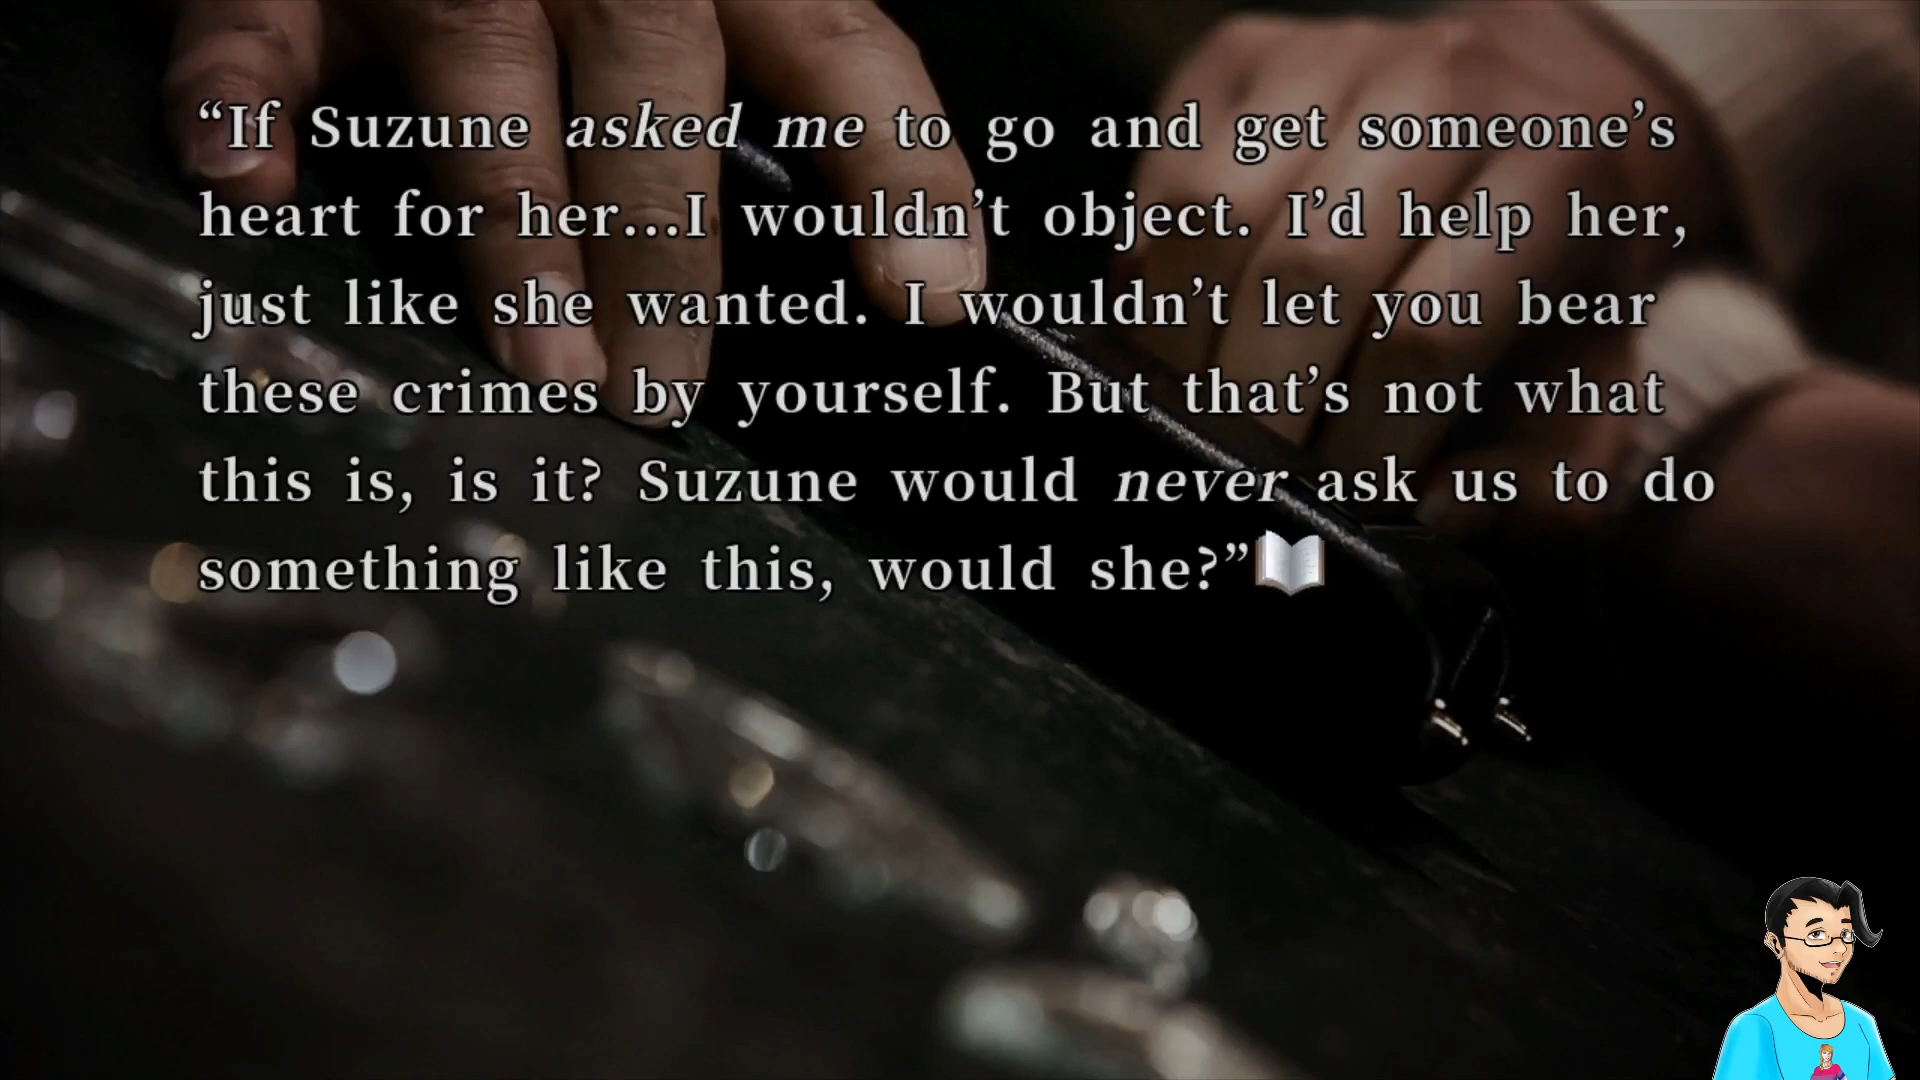 “If Suzune asked me to go and get someone’s
heart for her...I wouldn’t object. I’d help her,
just like she wanted. I wouldn’t let you bear
these crimes by yourself. But that’s not what
this is, is it? Suzune would never ask us to do
something like this, would she?”